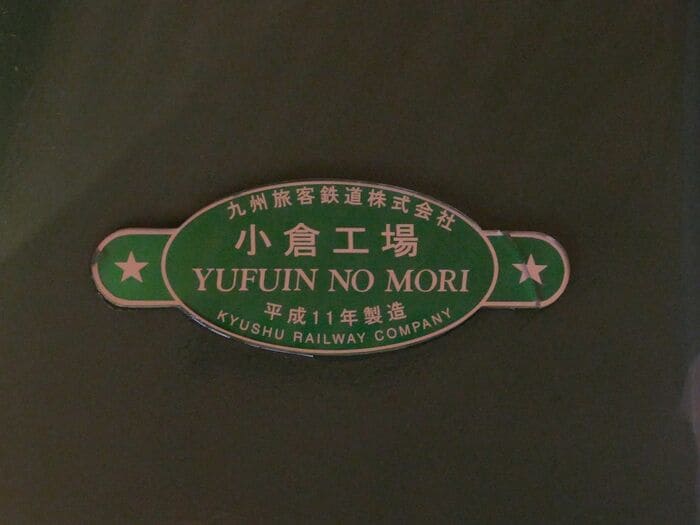 九州旅客鉄道株式会社
小倉工場
YUFUIN NO MORI
平成11年製造
KYUSHU RAILWAY COMPANY